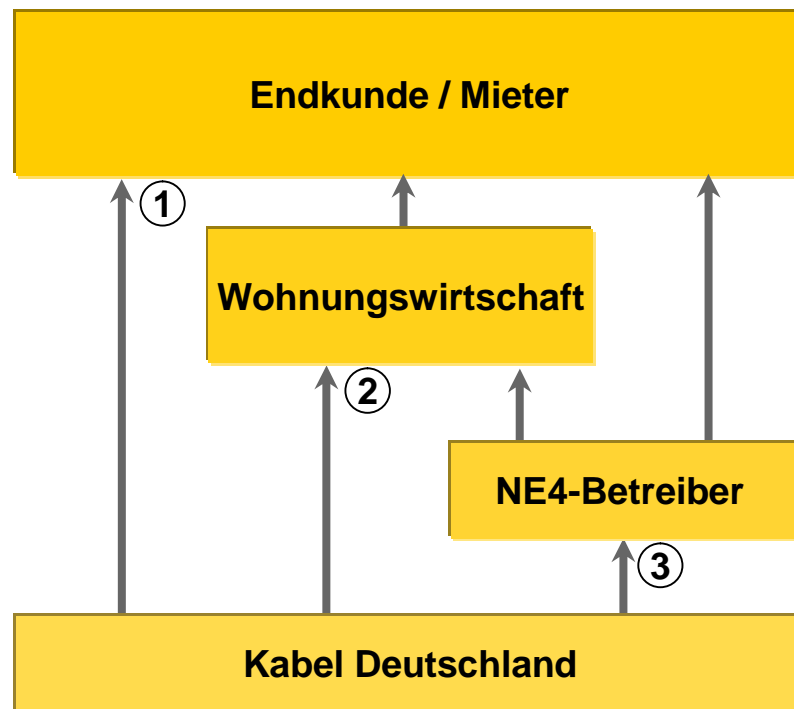 Endkunde / Mieter
1
Wohnungswirtschaft
2
NE4-Betreiber
3
Kabel Deutschland